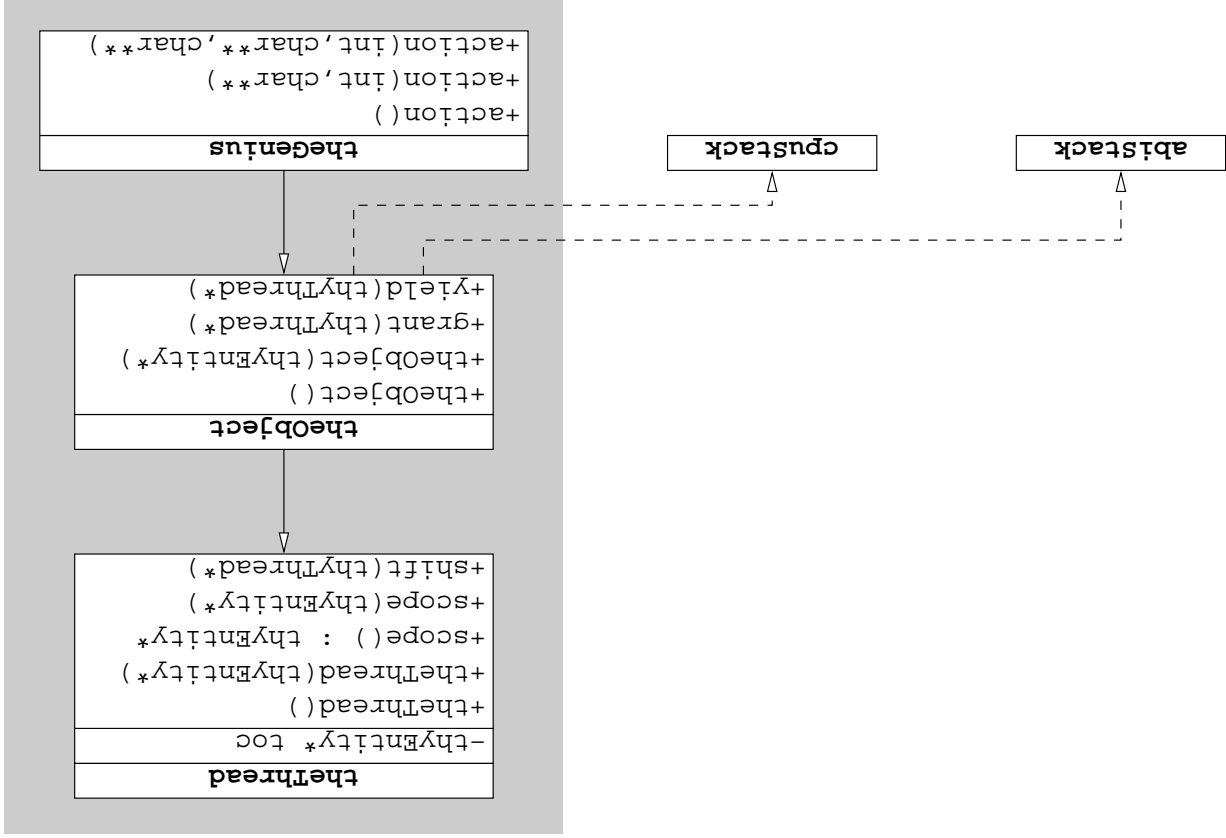 theThread
-thyEntity* toc
+theThread()
+theThread(thyEntity*)
+scope() : thyEntity*
+scope(thyEntity*)
+shift(thyThread*)
theObject
+theObject()
+theObject(thyEntity*)
+grant(thyThread*)
+yield(thyThread*)
abiStack
cpuStack
theGenius
+action()
+action(int,char**)
+action(int,char**,char**)